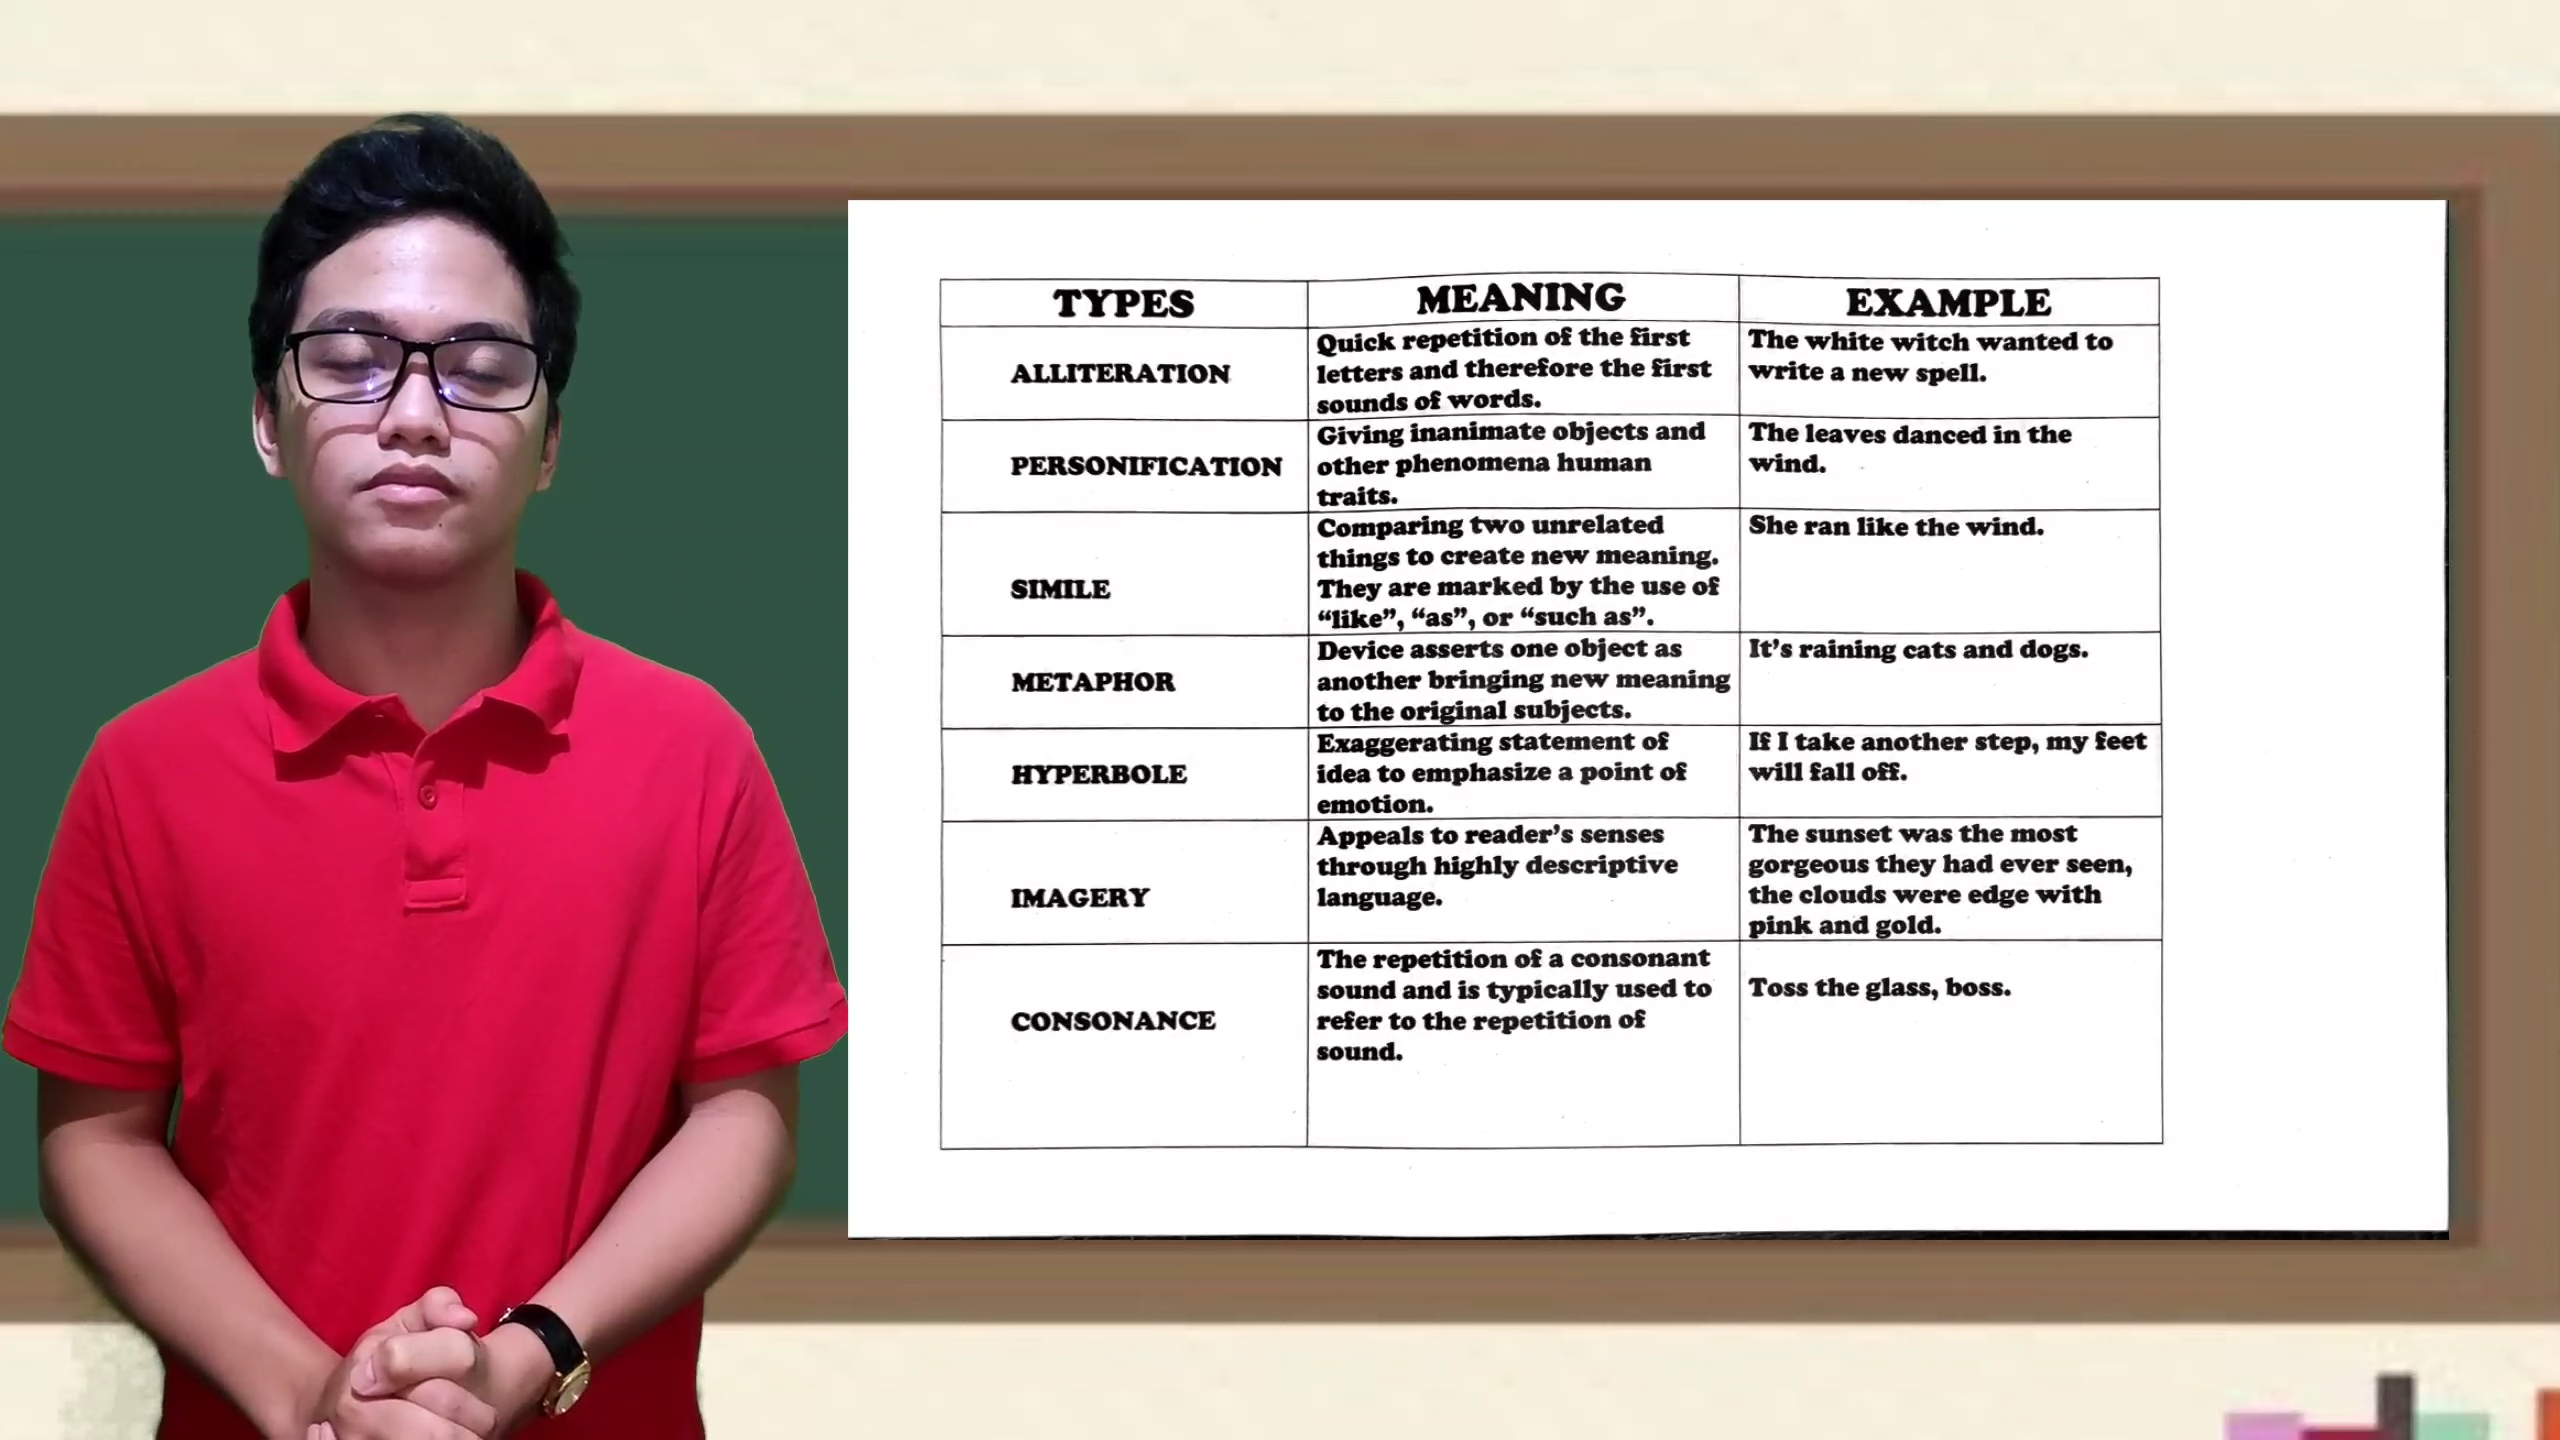 TYPES MEANING EXAMPLE
ALLITERATION
Quick repetition of the first
letters and therefore the first
sounds of words.
The white witch wanted to
write a new spell.
PERSONIFICATION
Giving inanimate objects and
other phenomena human
traits.
The leaves danced in the
wind.
SIMILE
Comparing two unrelated
things to create new meaning.
They are marked by the use of
“like”, “as”, or “such as”.
She ran like the wind.
METAPHOR
Device asserts one object as
another bringing new meaning
to the original subjects.
It’s raining cats and dogs.
HYPERBOLE
Exaggerating statement of
idea to emphasize a point of
emotion.
If I take another step, my feet
will fall off.
IMAGERY
Appeals to reader’s senses
through highly descriptive
language.
The sunset was the most
gorgeous they had ever seen,
the clouds were edge with
pink and gold.
CONSONANCE
The repetition of a consonant
sound and is typically used to
refer to the repetition of
sound.
Toss the glass, boss.